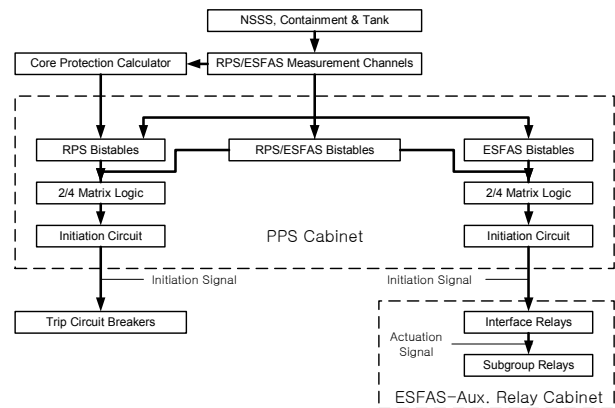 NSSS, Containment & Tank
Core Protection Calculator
RPS/ESFAS Measurement Channels
RPS Bistables
RPS/ESFAS Bistables
ESFAS Bistables
2/4 Matrix Logic
2/4 Matrix Logic
Initiation Circuit
PPS Cabinet
Initiation Circuit
Initiation Signal
Initiation Signal
Trip Circuit Breakers
Interface Relays
Actuation
Signal
Subgroup Relays
ESFAS-Aux. Relay Cabinet